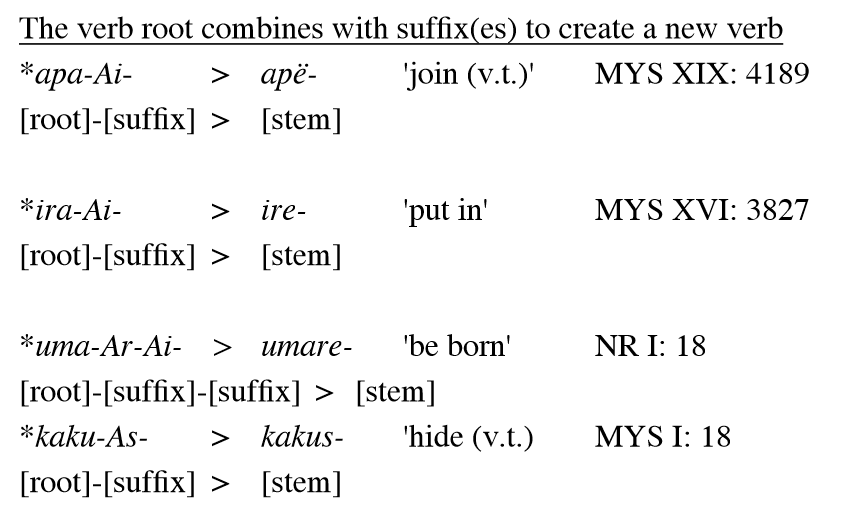 The verb root combines with suffix(es) to create a new verb
*apa-Ai- > apë- 'join (v.t.)' MYS XIX: 4189
[root]-[suffix] > [stem]
*ira-Ai- > ire- 'put in' MYS XVI: 3827
[root]-[suffix] > [stem]
*uma-Ar-Ai- > umare- 'be born' NR I: 18
[root]-[suffix]-[suffix] > [stem]
*kaku-As- > kakus- 'hide (v.t.) MYS I: 18
[root]-[suffix] > [stem]